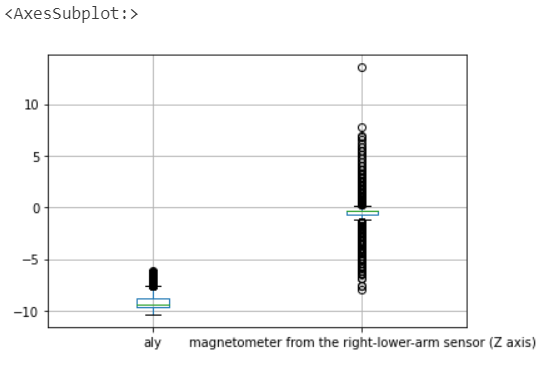 <AxesSubplot:>
10
5
0
−5
−10
aly
magnetometer from the right-lower-arm sensor (Z axis)